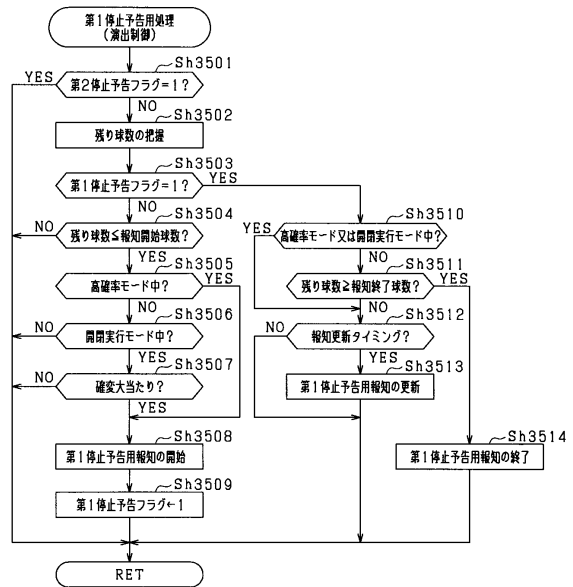 第1停止予告用処理
(演出制御)
Sh3501
YES
第2停止予告フラグ=1?
NO
Sh3502
残り球数の把握
Sh3503
第1停止予告フラグ=1?
YES
NO
Sh3504
NO
残り球数≦報知開始球数?
YES
Sh3505
高確率モード中?
YES
NO
Sh3506
NO
開閉実行モード中?
YES
Sh3507
NO
確変大当たり?
YES
Sh3508
第1停止予告用報知の開始
Sh3509
第1停止予告フラグ←1
Sh3510
YES
高確率モード又は開閉実行モード中?
NO
Sh3511
残り球数≧報知終了球数?
YES
NO
Sh3512
NO
報知更新タイミング?
YES
Sh3513
第1停止予告用報知の更新
Sh3514
第1停止予告用報知の終了
RET